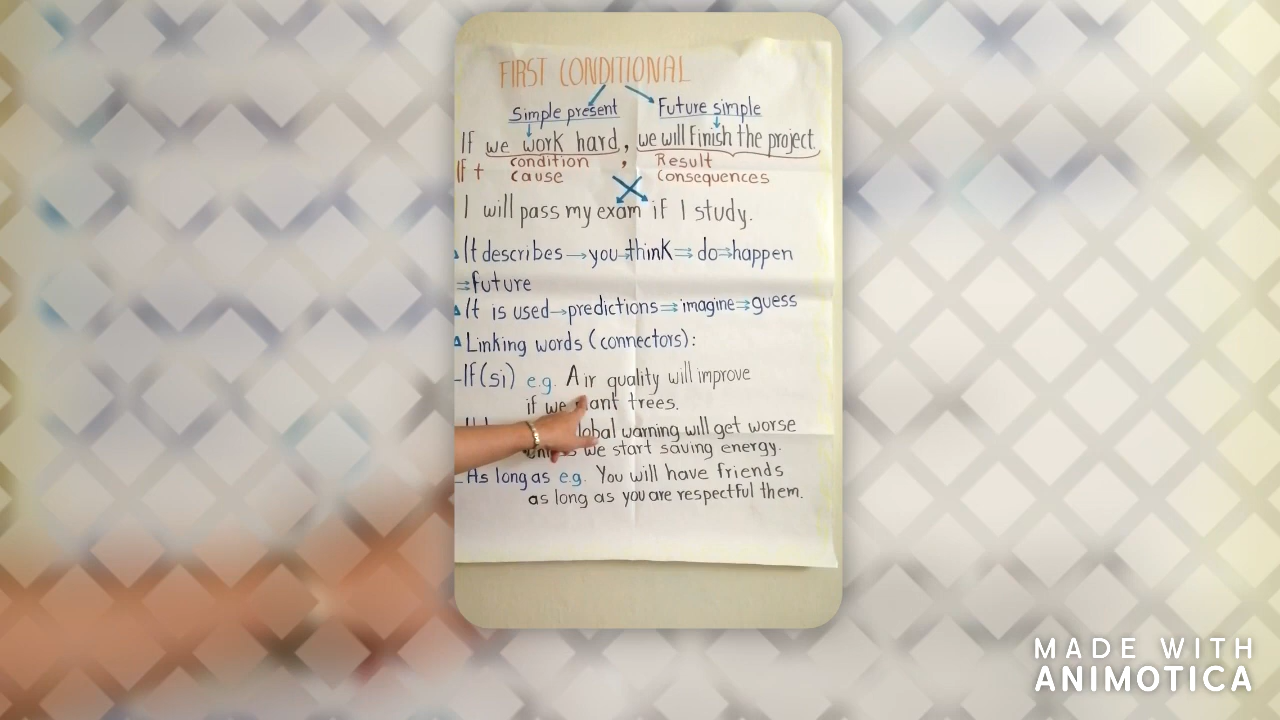 FIRST CONDITIONAL
Simple present Future simple
If we work hard, we will finish the project.
IF + condition , Result
cause consequences
I will pass my exam if I study.
It describes → you → think ⇒ do ⇒ happen
⇒ future
It is used → predictions ⇒ imagine ⇒ guess
Linking words (connectors):
- If (si) e.g. Air quality will improve
if we plant trees.
lobal warning will get worse
we start saving energy.
- As long as e.g. You will have friends
as long as you are respectful them.
MADE WITH
ANIMOTICA